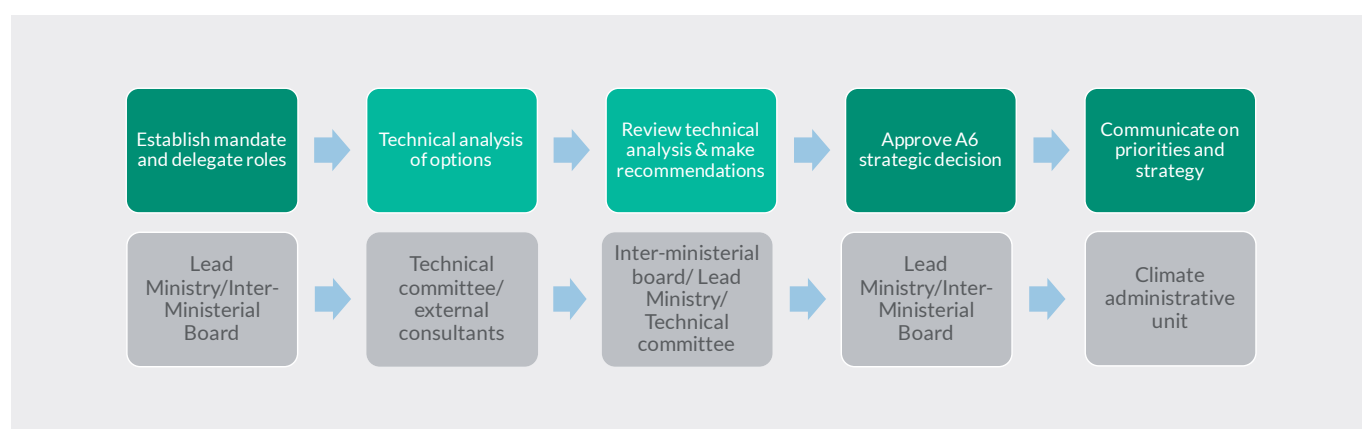 Establish mandate
and delegate roles
Technical analysis
of options
Review technical
analysis & make
recommendations
Approve A6
strategic decision
Communicate on
priorities and
strategy
Lead
Ministry/Inter-
Ministerial
Board
Technical
committee/
external
consultants
Inter-ministerial
board/ Lead
Ministry/
Technical
committee
Lead
Ministry/Inter-
Ministerial
Board
Climate
administrative
unit